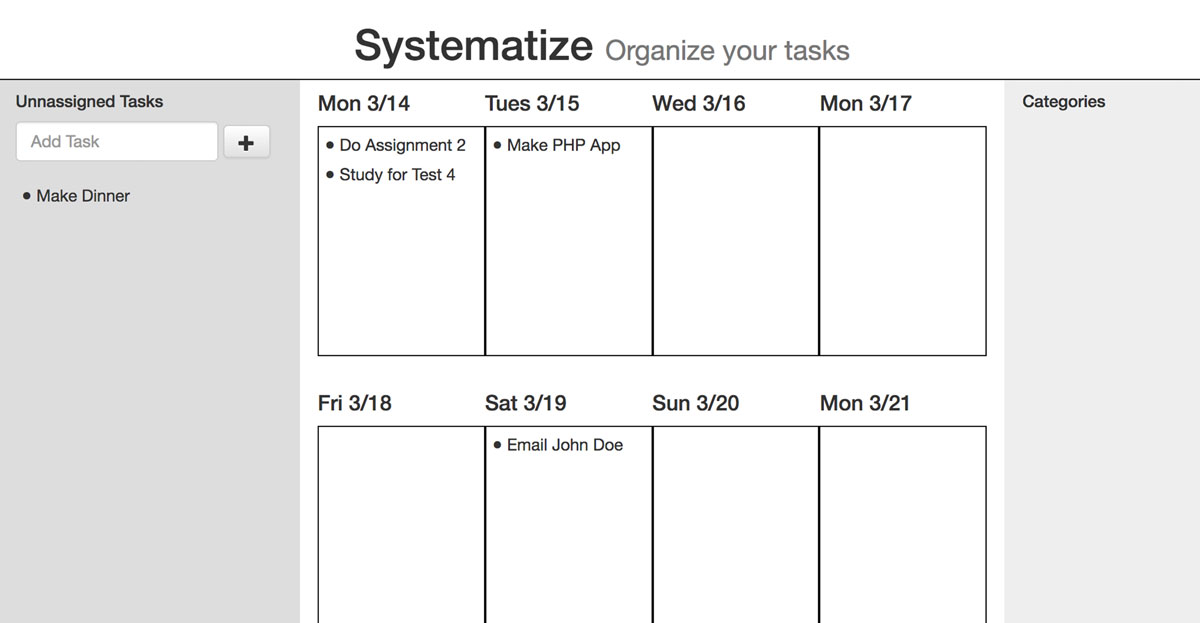 Systematize Organize your tasks
Unnassigned Tasks
Add Task
• Make Dinner
Mon 3/14 Tues 3/15 Wed 3/16 Mon 3/17
• Do Assignment 2
• Study for Test 4
• Make PHP App
Fri 3/18 Sat 3/19 Sun 3/20 Mon 3/21
• Email John Doe
Categories